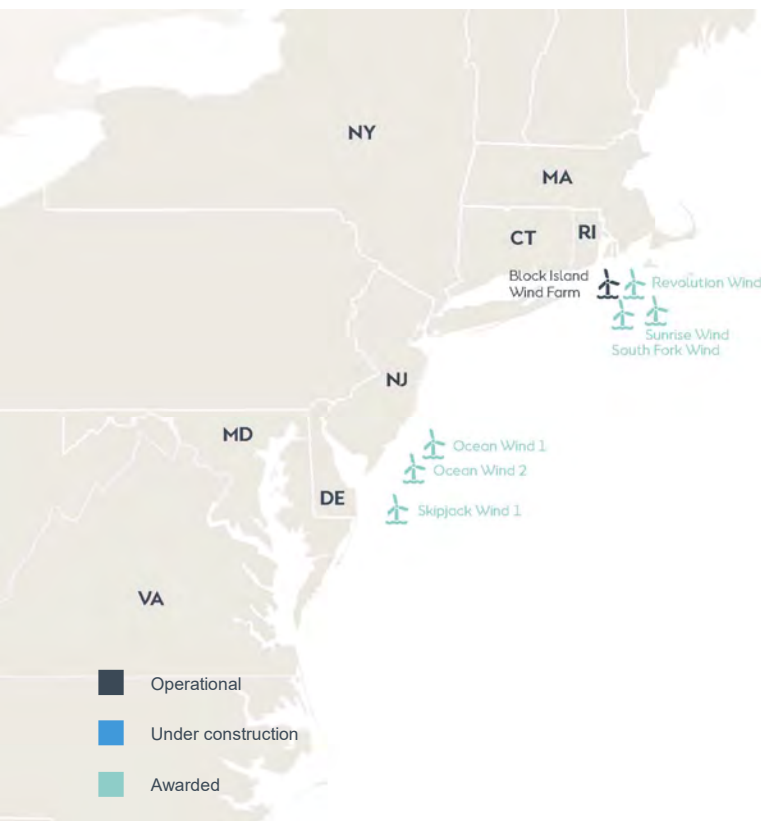 NY
MA
CT
RI
Block Island
Wind Farm
Revolution Wind
Sunrise Wind
South Fork Wind
NJ
MD
Ocean Wind 1
Ocean Wind 2
DE
Skipjack Wind 1
VA
Operational
Under construction
Awarded